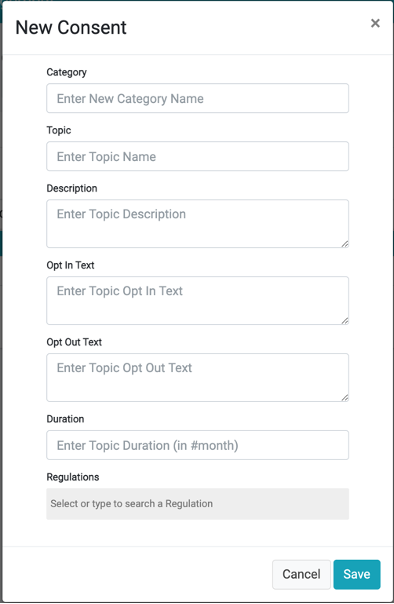 New Consent
×
Category
Enter New Category Name
Topic
Enter Topic Name
Description
Enter Topic Description
Opt In Text
Enter Topic Opt In Text
Opt Out Text
Enter Topic Opt Out Text
Duration
Enter Topic Duration (in #month)
Regulations
Select or type to search a Regulation
Cancel Save